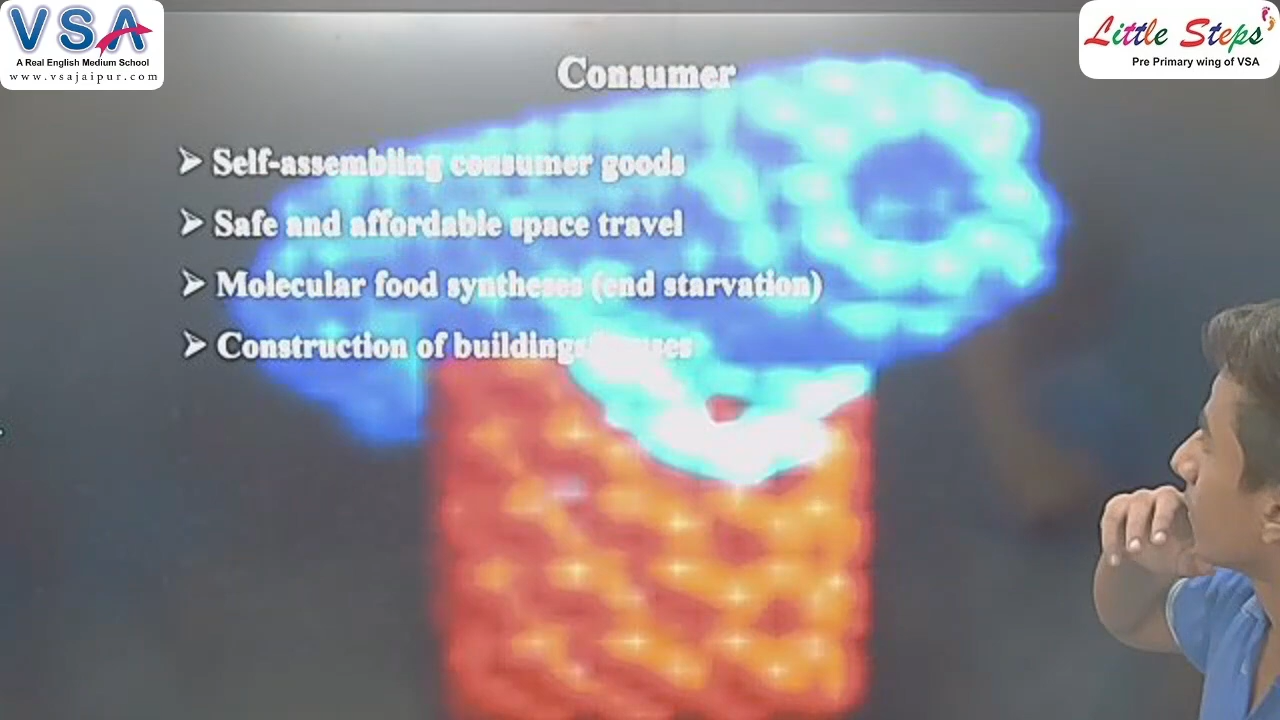 VSA
A Real English Medium School
www.vsajaipur.com
Little Steps
Pre Primary wing of VSA
Consumer
➢ Self-assembling consumer goods
➢ Safe and affordable space travel
➢ Molecular food syntheses (end starvation)
➢ Construction of buildings